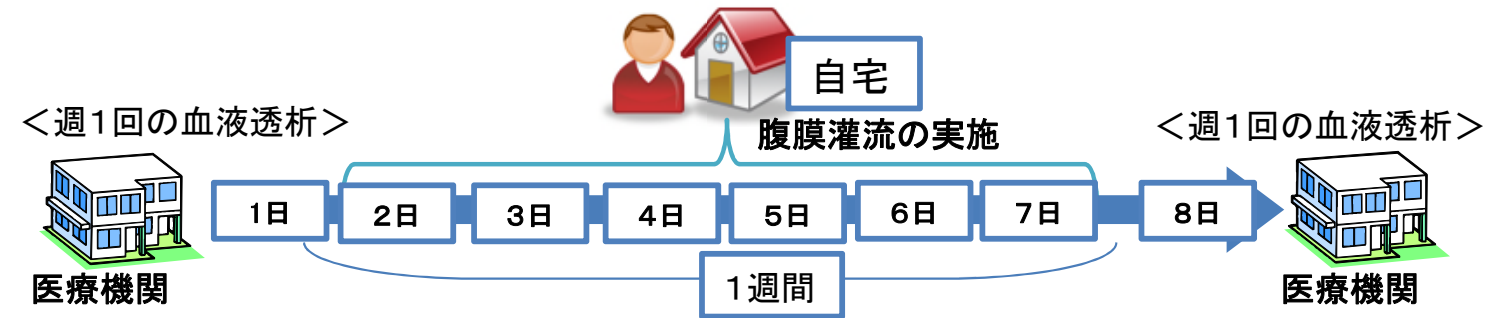 自宅
腹膜灌流の実施
＜週１回の血液透析＞
＜週１回の血液透析＞
1日
2日
3日
4日
5日
6日
7日
8日
1週間
医療機関
医療機関